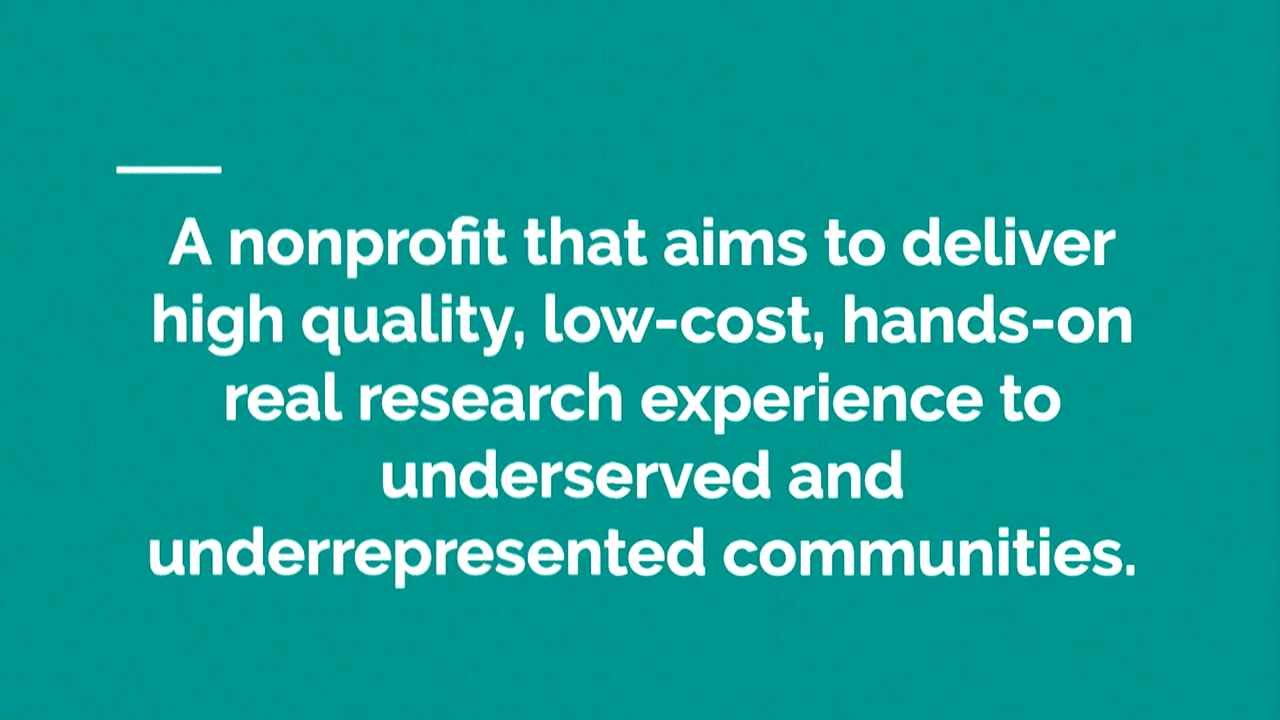 A nonprofit that aims to deliver
high quality, low-cost, hands-on
real research experience to
underserved and
underrepresented communities.